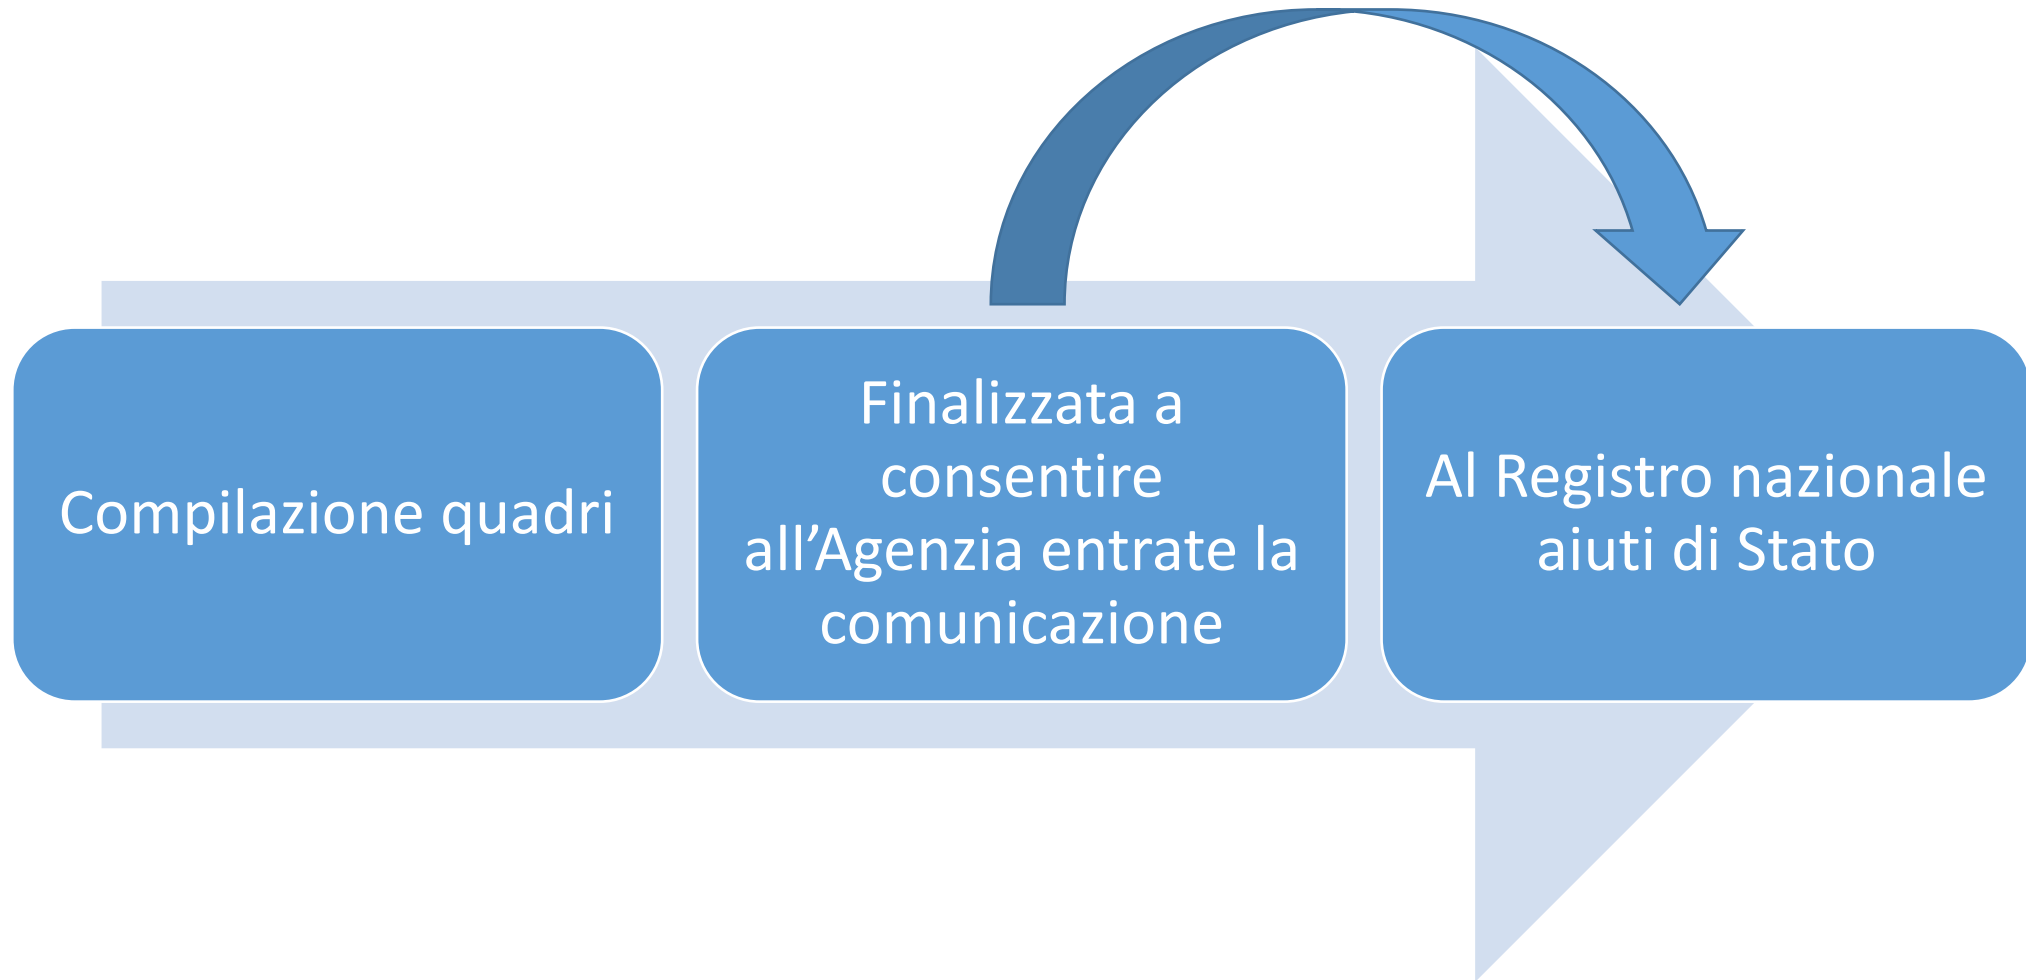 Compilazione quadri
Finalizzata a
consentire
all’Agenzia entrate la
comunicazione
Al Registro nazionale
aiuti di Stato